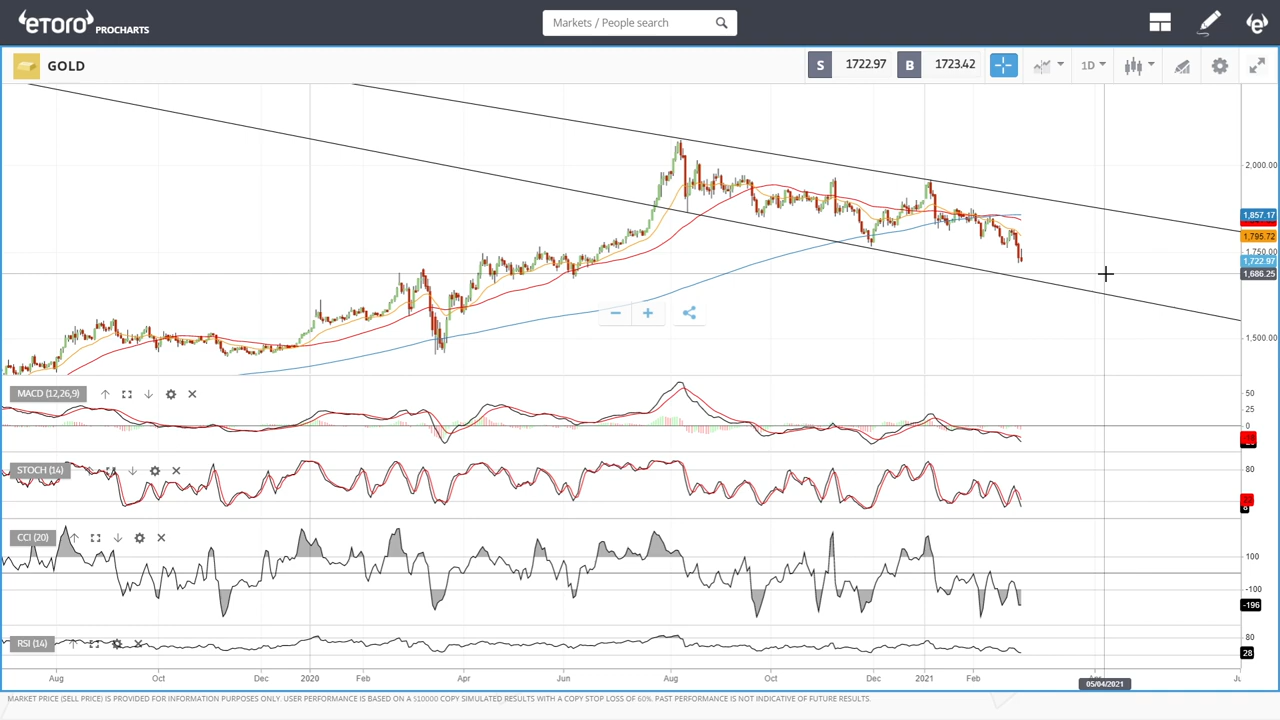 eToro PROCHARTS
Markets / People search
GOLD
S 1722.97 B 1723.42
1D
2,000.00
1,857.17
1,795.72
1,750.00
1,722.97
1,686.25
1,500.00
MACD (12,26,9)
50
25
0
STOCH (14)
80
CCI (20)
100
-100
-196
RSI (14)
80
28
Aug Oct Dec 2020 Feb Apr Jun Aug Oct Dec 2021 Feb
05/04/2021
MARKET PRICE (SELL PRICE) IS PROVIDED FOR INFORMATION PURPOSES ONLY. USER PERFORMANCE IS BASED ON A $10000 COPY SIMULATED RESULTS WITH A COPY STOP LOSS OF 60%. PAST PERFORMANCE IS NOT INDICATIVE OF FUTURE RESULTS.